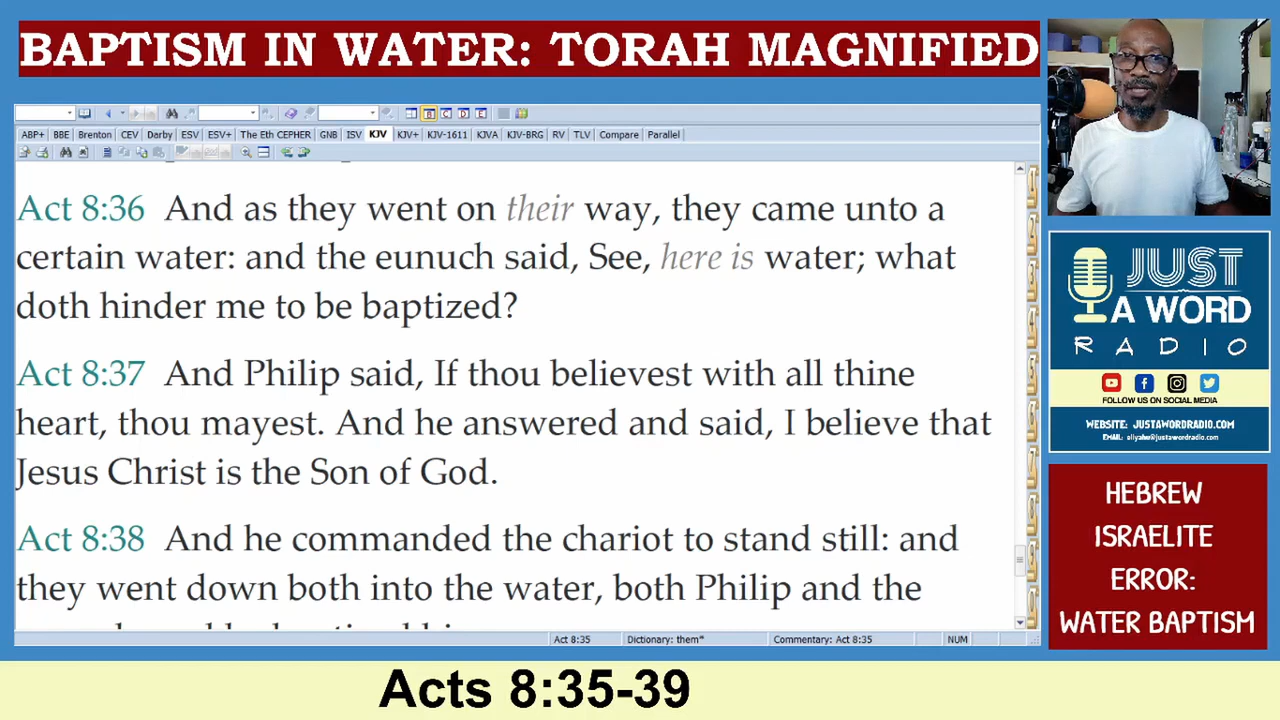 BAPTISM IN WATER: TORAH MAGNIFIED
ABP+ BBE Brenton CEV Darby ESV ESV+ The Eth CEPHER GNB ISV KJV KJV+ KJV-1611 KJVA KJV-BRG RV TLV Compare Parallel
Act 8:36 And as they went on their way, they came unto a
certain water: and the eunuch said, See, here is water; what
doth hinder me to be baptized?
Act 8:37 And Philip said, If thou believest with all thine
heart, thou mayest. And he answered and said, I believe that
Jesus Christ is the Son of God.
Act 8:38 And he commanded the chariot to stand still: and
they went down both into the water, both Philip and the
Act 8:35 Dictionary: them* Commentary: Act 8:35 NUM
Acts 8:35-39
JUST
A WORD
RADIO
FOLLOW US ON SOCIAL MEDIA
WEBSITE: JUSTAWORDRADIO.COM
EMAIL: eliyahu@justawordradio.com
HEBREW
ISRAELITE
ERROR:
WATER BAPTISM